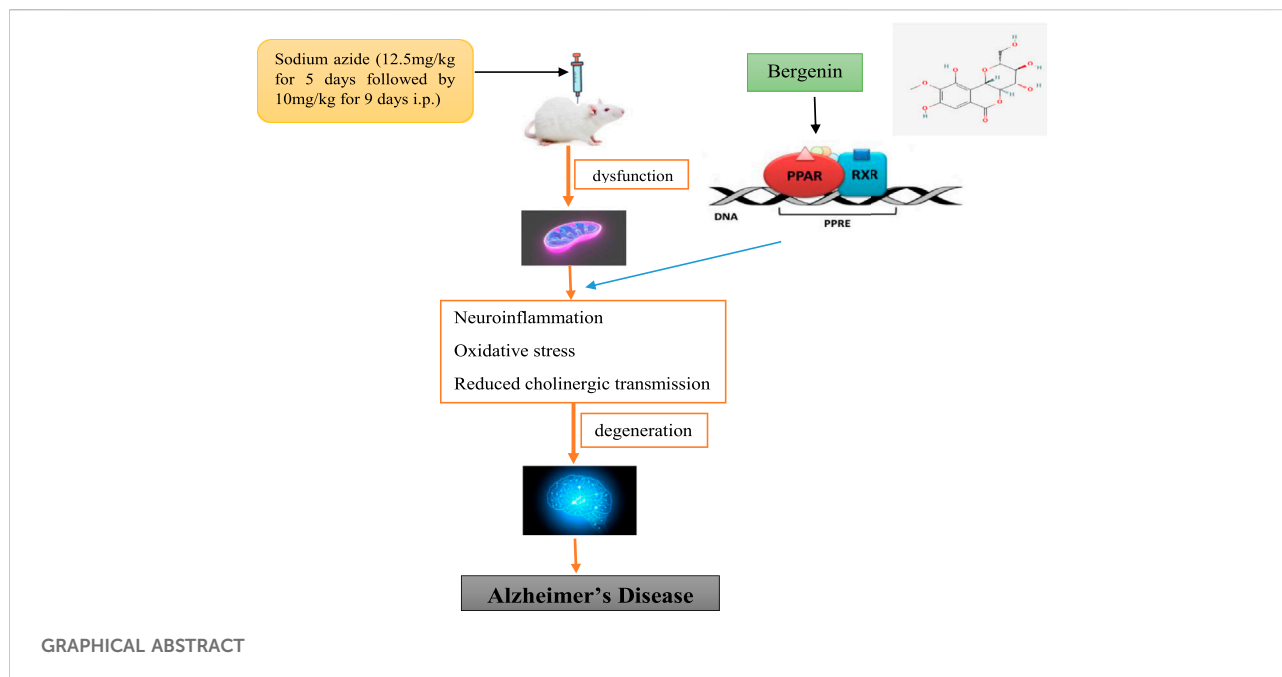 Sodium azide (12.5mg/kg
for 5 days followed by
10mg/kg for 9 days i.p.)
Bergenin
H
O
H
O
O
H
O
H
O
H
O
H
O
H
O
H
O
PPAR
RXR
DNA
PPRE
dysfunction
Neuroinflammation
Oxidative stress
Reduced cholinergic transmission
degeneration
Alzheimer's Disease
GRAPHICAL ABSTRACT